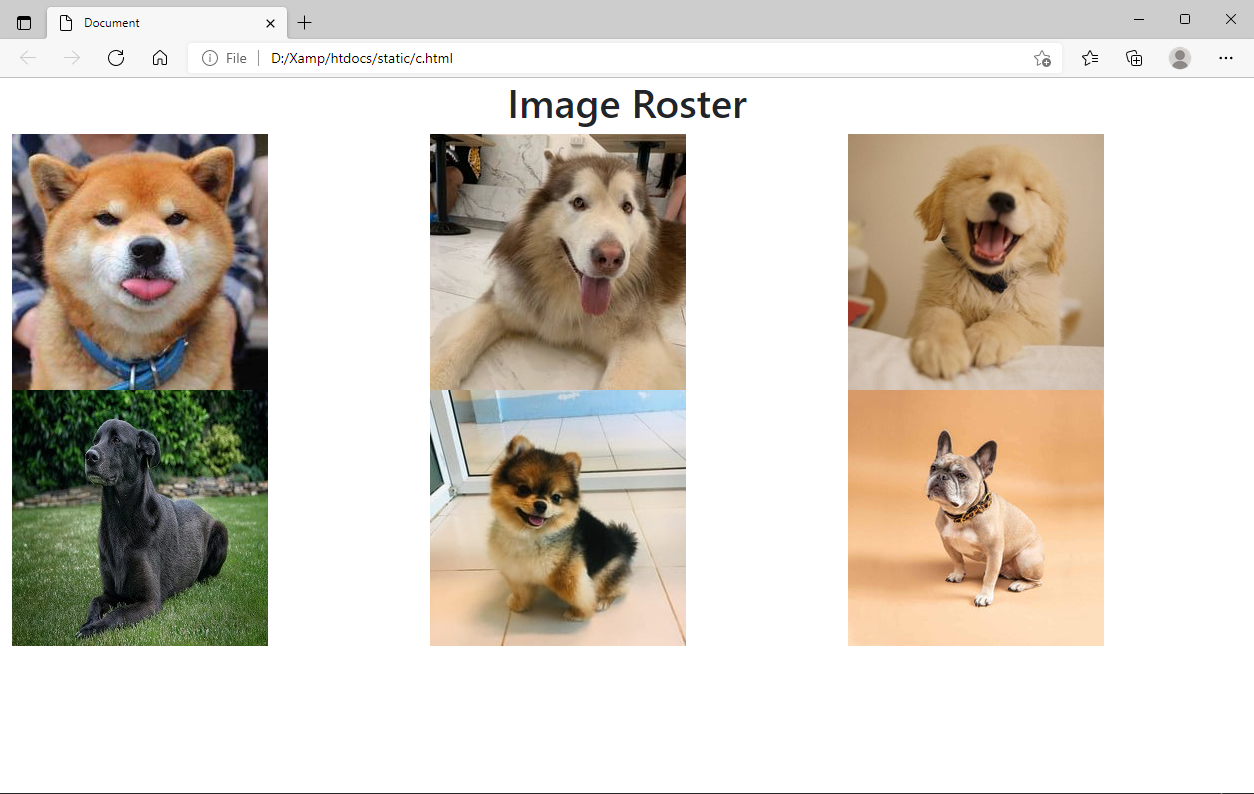 Document
File
D:/Xamp/htdocs/static/c.html
Image Roster